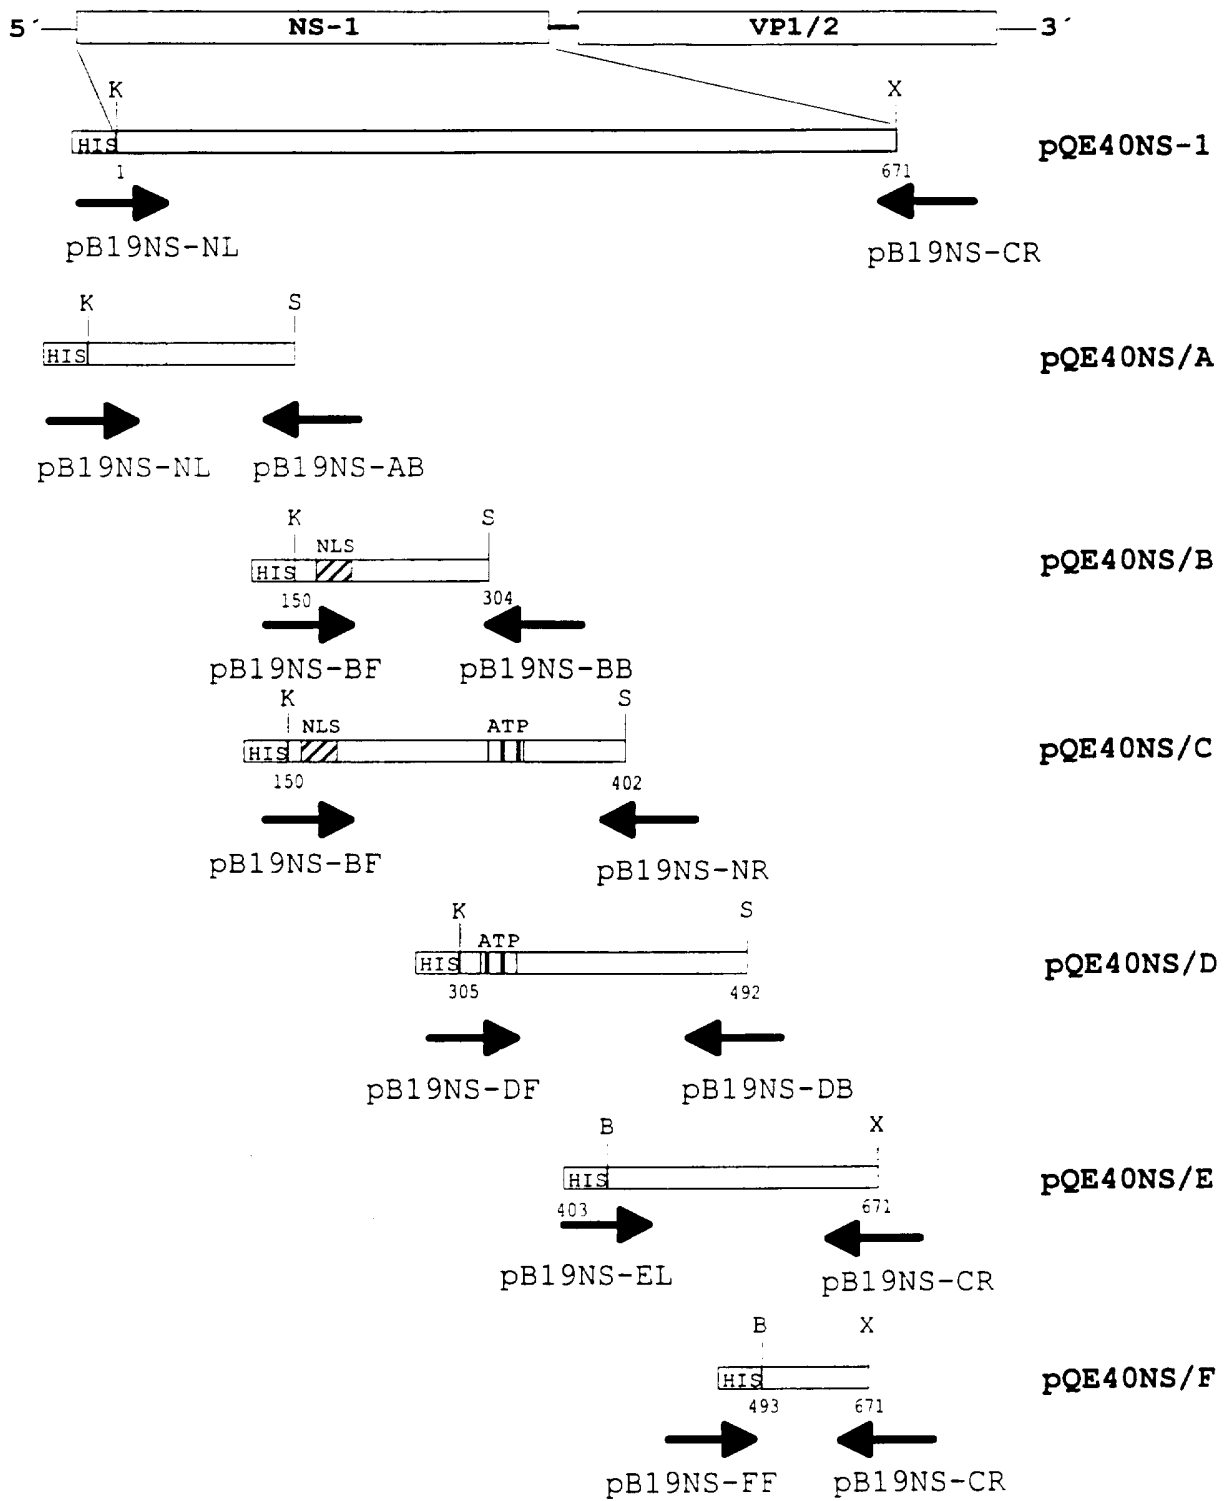 5´ NS-1 VP1/2 3´
K X
HIS pQE40NS-1
1 671
pB19NS-NL pB19NS-CR
K S
HIS pQE40NS/A
pB19NS-NL pB19NS-AB
K S
NLS
HIS pQE40NS/B
150 304
pB19NS-BF pB19NS-BB
K S
NLS ATP
HIS pQE40NS/C
150 402
pB19NS-BF pB19NS-NR
K S
ATP
HIS pQE40NS/D
305 492
pB19NS-DF pB19NS-DB
B X
HIS pQE40NS/E
403 671
pB19NS-EL pB19NS-CR
B X
HIS pQE40NS/F
493 671
pB19NS-FF pB19NS-CR